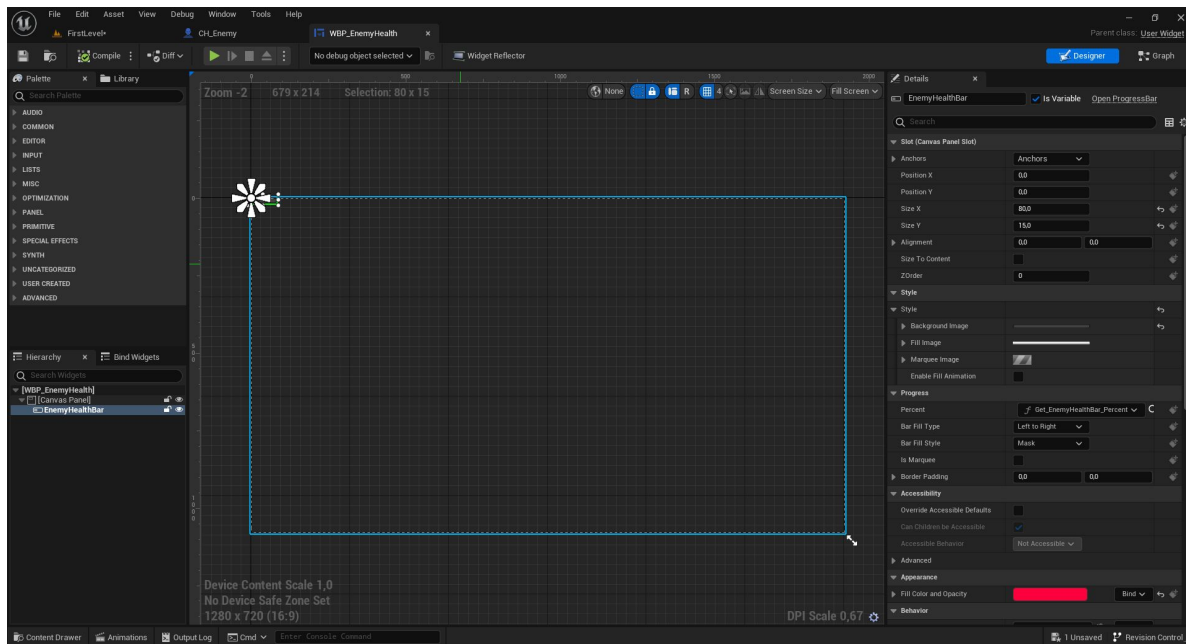 File Edit Asset View Debug Window Tools Help
FirstLevel•
CH_Enemy
WBP_EnemyHealth
Parent class: User Widget
Compile
Diff
No debug object selected
Widget Reflector
Designer
Graph
Palette
Library
Search Palette
AUDIO
COMMON
EDITOR
INPUT
LISTS
MISC
OPTIMIZATION
PANEL
PRIMITIVE
SPECIAL EFFECTS
SYNTH
UNCATEGORIZED
USER CREATED
ADVANCED
Hierarchy
Bind Widgets
Search Widgets
[WBP_EnemyHealth]
[Canvas Panel]
EnemyHealthBar
0 500 1000 1500 2000
Zoom -2 679 x 214 Selection: 80 x 15
None R 4 Screen Size Fill Screen
0
5
0
0
1
0
0
0
Device Content Scale 1,0
No Device Safe Zone Set
1280 x 720 (16:9)
DPI Scale 0,67
Details
EnemyHealthBar Is Variable Open ProgressBar
Search
Slot (Canvas Panel Slot)
Anchors Anchors
Position X 0,0
Position Y 0,0
Size X 80,0
Size Y 15,0
Alignment 0,0 0,0
Size To Content
ZOrder 0
Style
Style
Background Image
Fill Image
Marquee Image
Enable Fill Animation
Progress
Percent Get_EnemyHealthBar_Percent
Bar Fill Type Left to Right
Bar Fill Style Mask
Is Marquee
Border Padding 0,0 0,0
Accessibility
Override Accessible Defaults
Can Children be Accessible
Accessible Behavior Not Accessible
Advanced
Appearance
Fill Color and Opacity Bind
Behavior
Content Drawer Animations Output Log Cmd Enter Console Command
1 Unsaved Revision Control